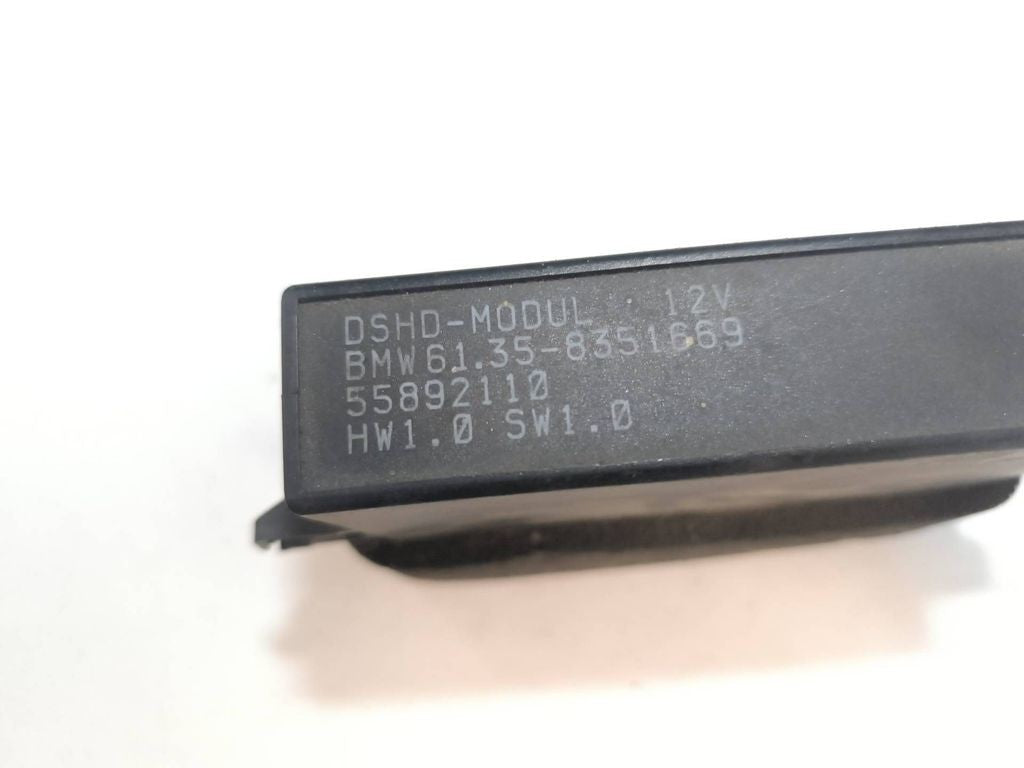 DSHD-MODUL 12V
BMW61.35-8351669
55892110
HW1.0 SW1.0